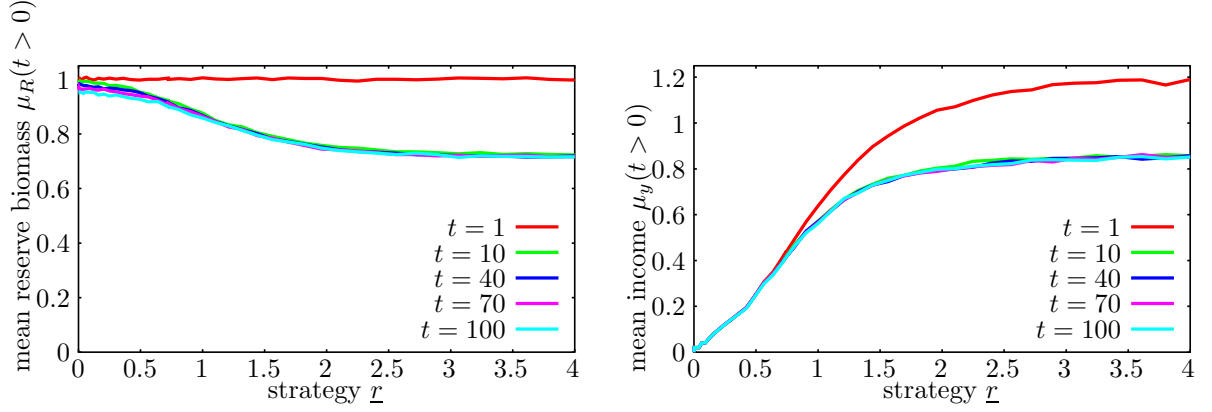 mean reserve biomass μ_R(t > 0)
1
0.8
0.6
0.4
0.2
0
0 0.5 1 1.5 2 2.5 3 3.5 4
strategy r
t = 1
t = 10
t = 40
t = 70
t = 100
mean income μ_y(t > 0)
1.2
1
0.8
0.6
0.4
0.2
0
0 0.5 1 1.5 2 2.5 3 3.5 4
strategy r
t = 1
t = 10
t = 40
t = 70
t = 100